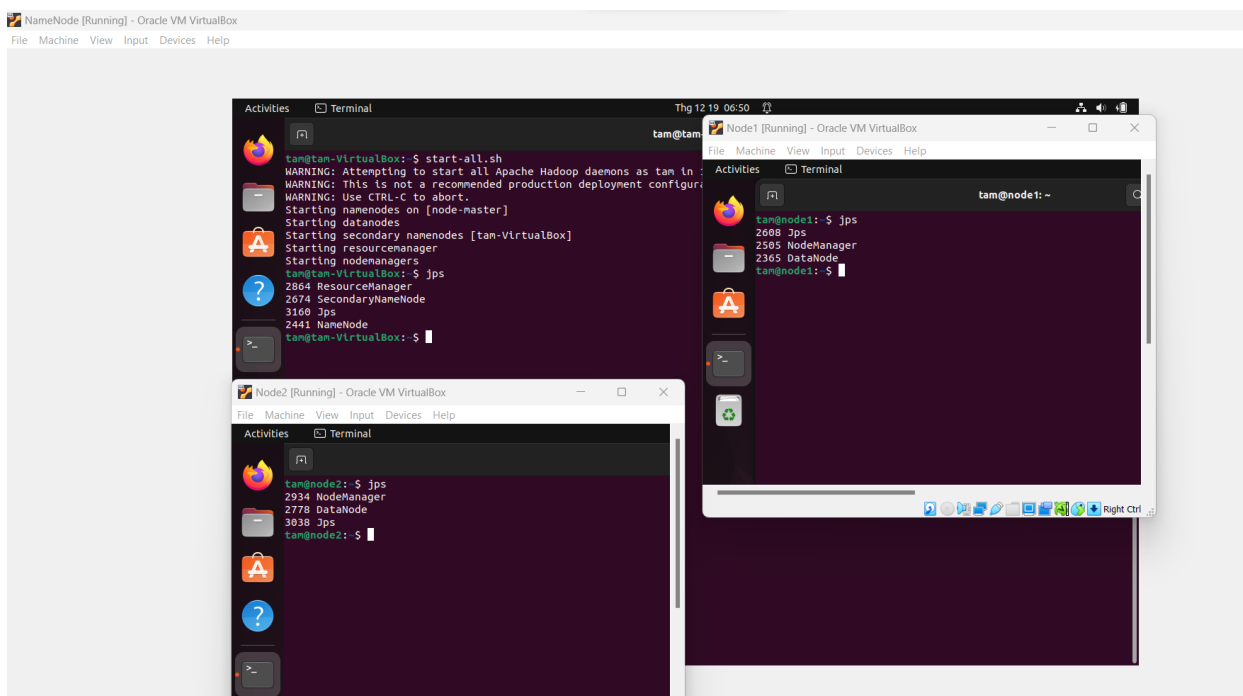 NameNode [Running] - Oracle VM VirtualBox
File Machine View Input Devices Help
Activities Terminal Thg 12 19 06:50
tam@tam-
tam@tam-VirtualBox:~$ start-all.sh
WARNING: Attempting to start all Apache Hadoop daemons as tam in
WARNING: This is not a recommended production deployment configura
WARNING: Use CTRL-C to abort.
Starting namenodes on [node-master]
Starting datanodes
Starting secondary namenodes [tam-VirtualBox]
Starting resourcemanager
Starting nodemanagers
tam@tam-VirtualBox:~$ jps
2864 ResourceManager
2674 SecondaryNameNode
3160 Jps
2441 NameNode
tam@tam-VirtualBox:~$
Node1 [Running] - Oracle VM VirtualBox
File Machine View Input Devices Help
Activities Terminal
tam@node1: ~
tam@node1:~$ jps
2608 Jps
2505 NodeManager
2365 DataNode
tam@node1:~$
Right Ctrl
Node2 [Running] - Oracle VM VirtualBox
File Machine View Input Devices Help
Activities Terminal
tam@node2:~$ jps
2934 NodeManager
2778 DataNode
3038 Jps
tam@node2:~$